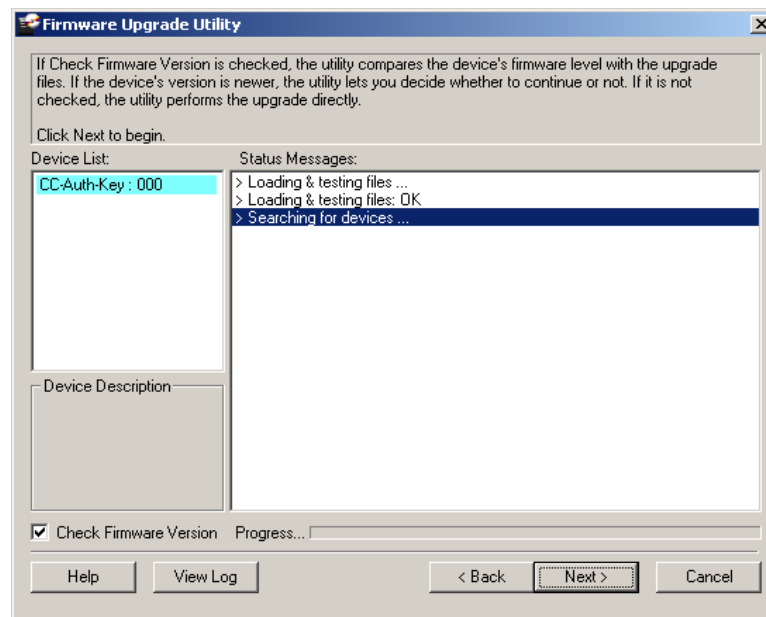 Firmware Upgrade Utility
If Check Firmware Version is checked, the utility compares the device's firmware level with the upgrade
files. If the device's version is newer, the utility lets you decide whether to continue or not. If it is not
checked, the utility performs the upgrade directly.
Click Next to begin.
Device List:
Status Messages:
CC-Auth-Key : 000
> Loading & testing files ...
> Loading & testing files: OK
> Searching for devices ...
Device Description
Check Firmware Version Progress...
Help View Log < Back Next > Cancel